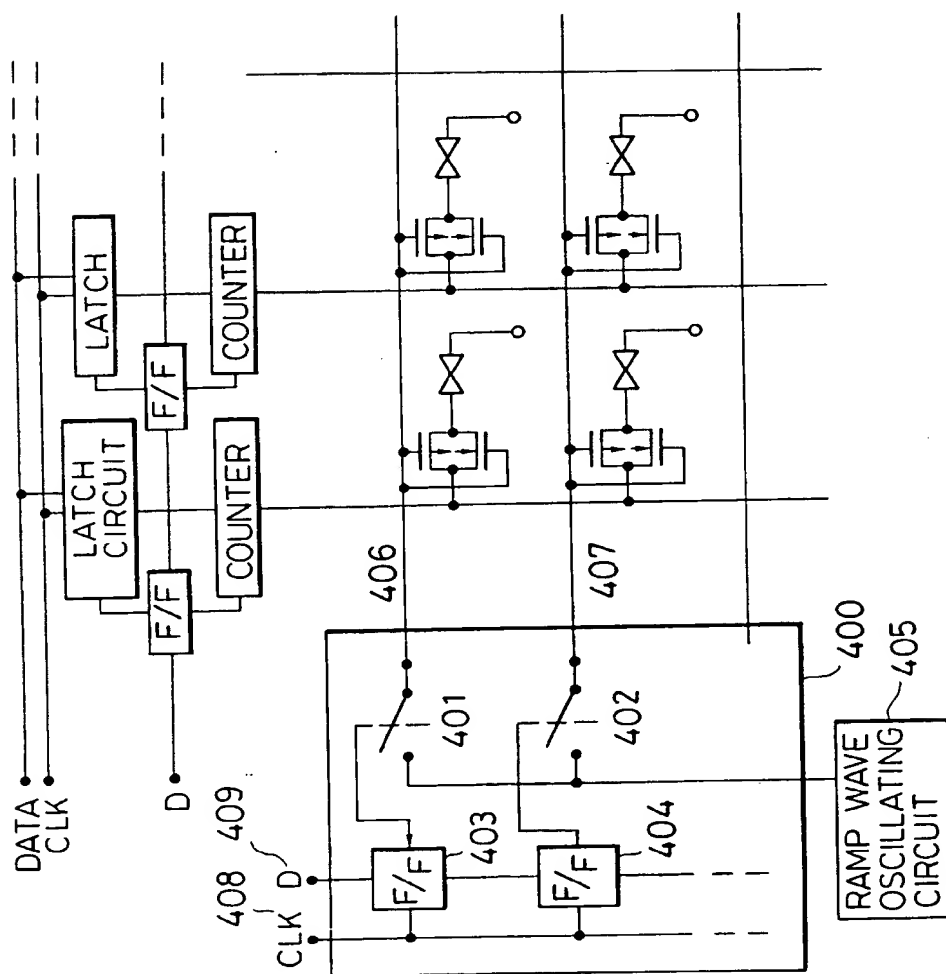 DATA
CLK
D
LATCH
CIRCUIT
LATCH
F/F
F/F
COUNTER
COUNTER
408
409
CLK
D
F/F
403
F/F
404
401
402
406
407
400
405
RAMP WAVE
OSCILLATING
CIRCUIT